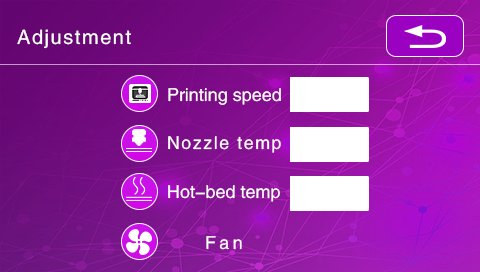 Adjustment
Printing speed
Nozzle temp
Hot-bed temp
Fan